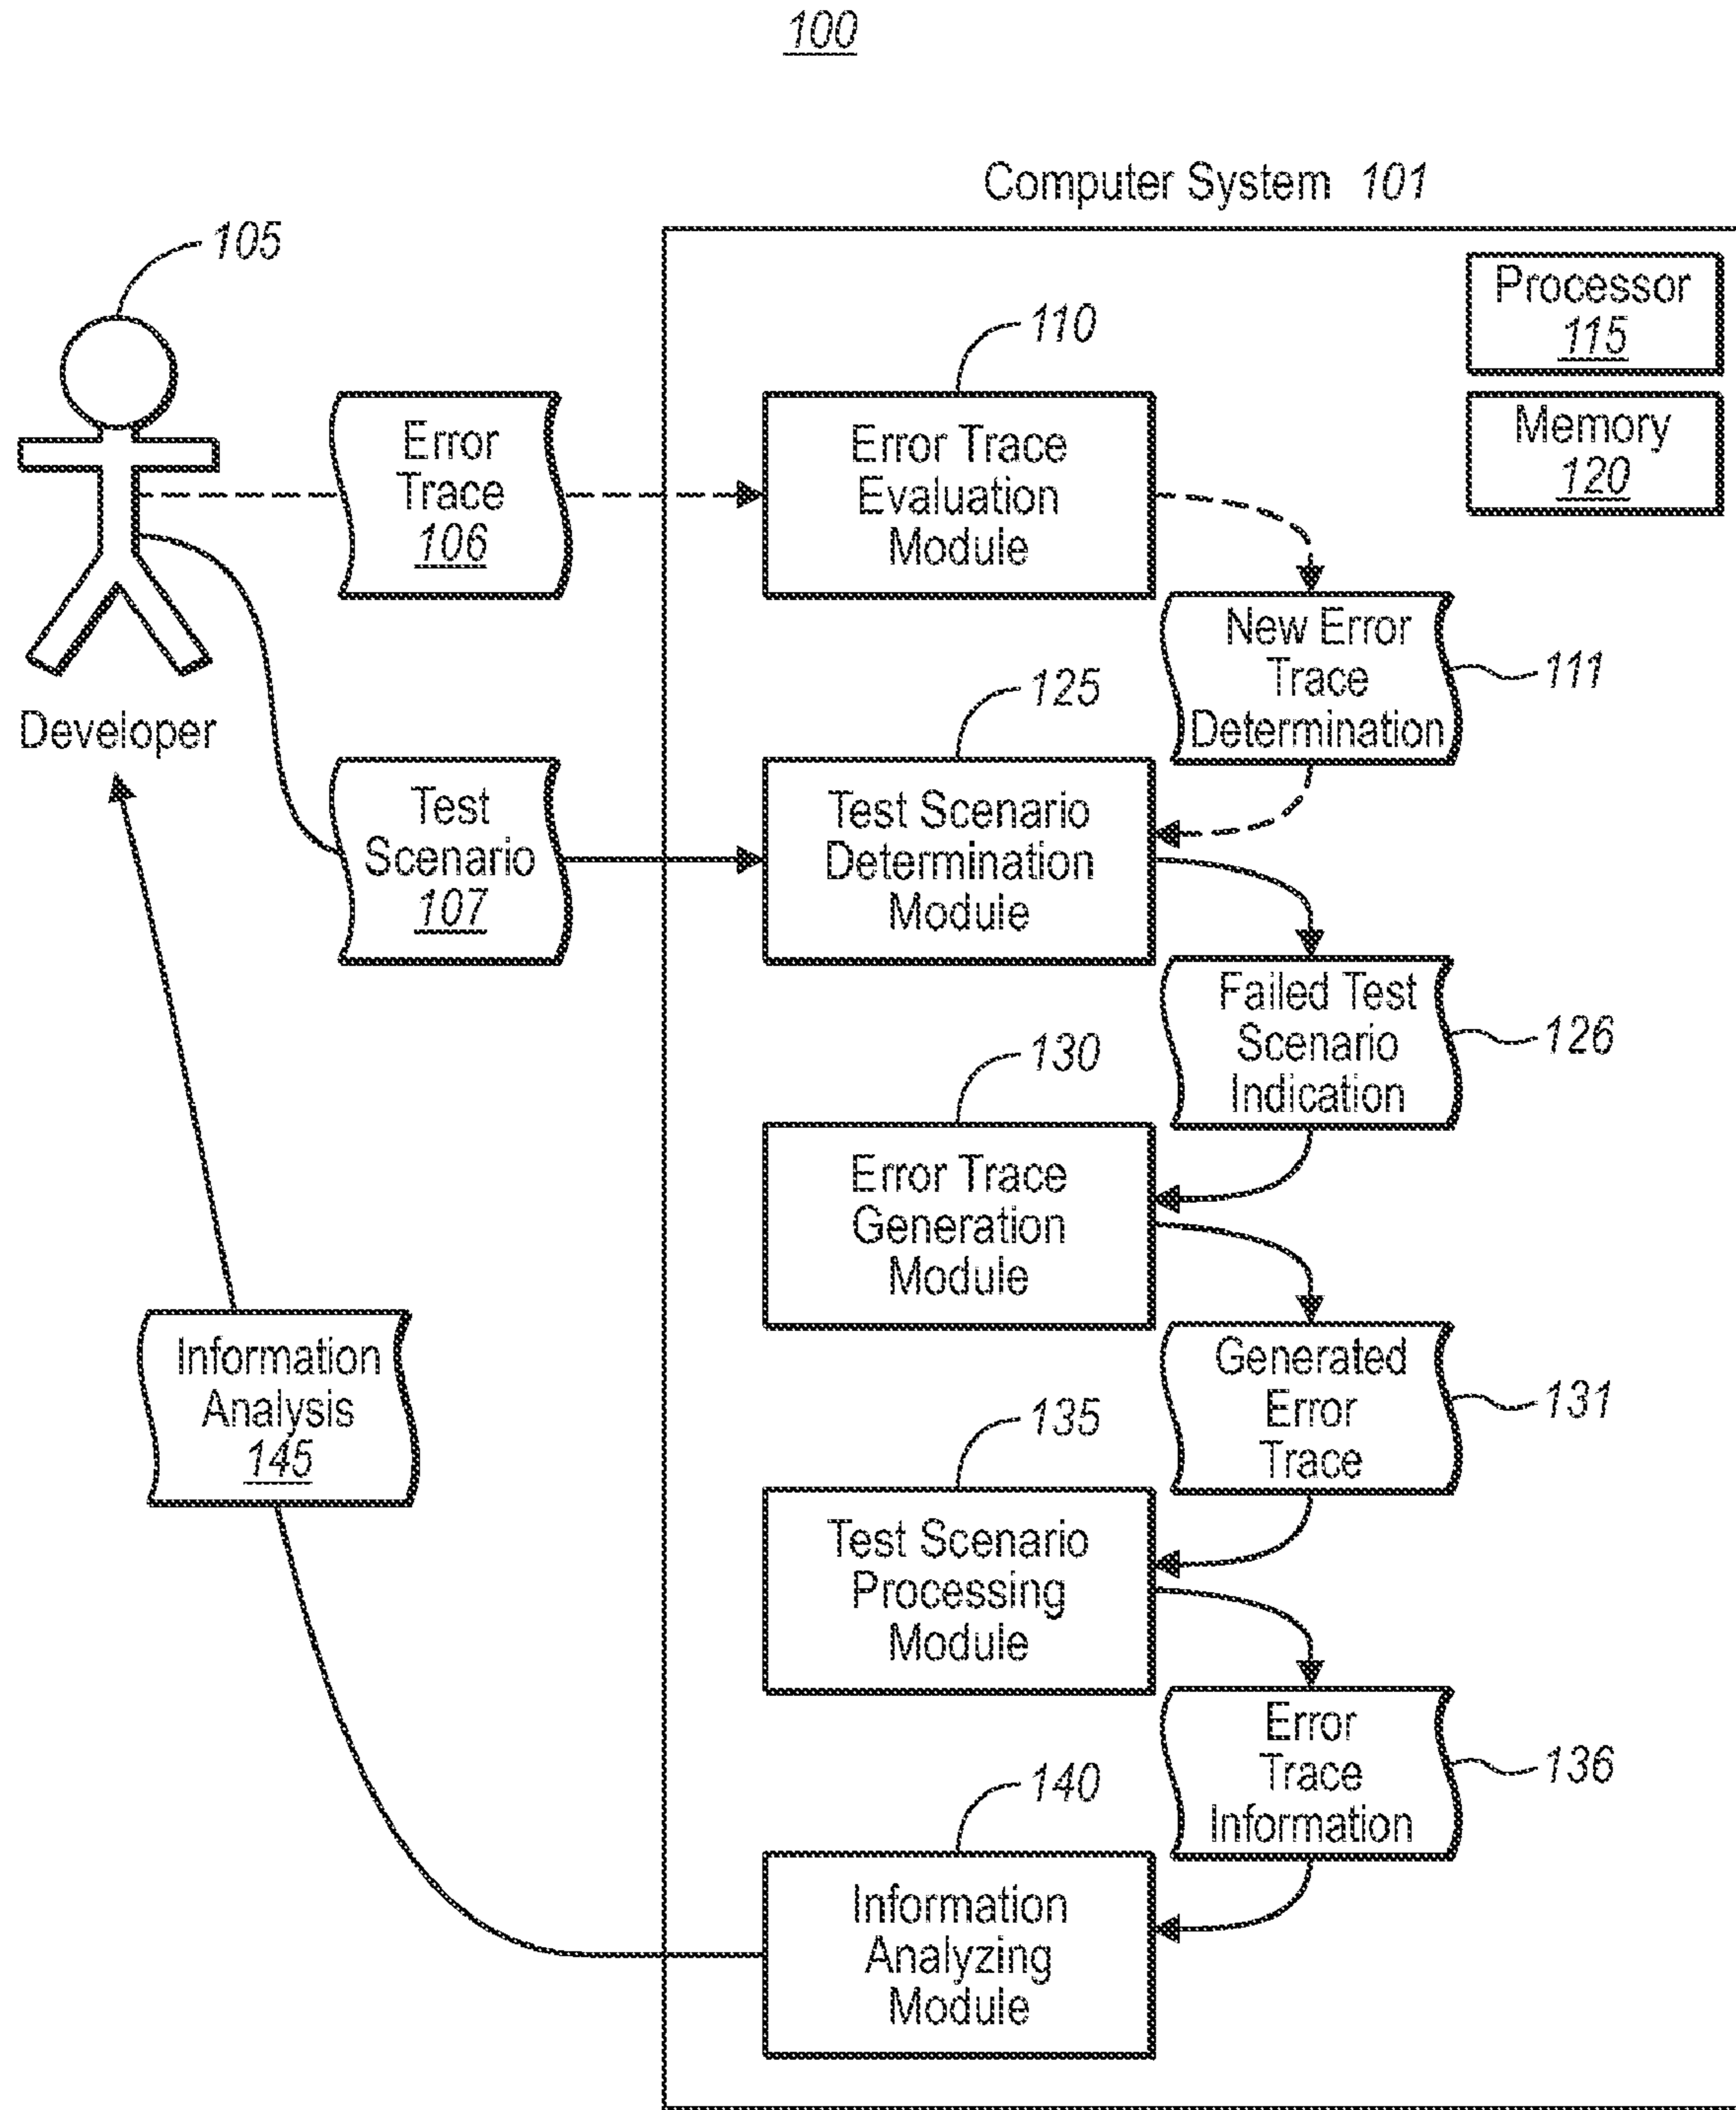 100
Computer System 101
105
Processor
115
110
Memory
120
Error
Trace
106
Error Trace
Evaluation
Module
New Error
Trace
Determination
111
Developer
125
Test
Scenario
107
Test Scenario
Determination
Module
Failed Test
Scenario
Indication
126
130
Error Trace
Generation
Module
Generated
Error
Trace
131
Information
Analysis
145
135
Test Scenario
Processing
Module
Error
Trace
Information
136
140
Information
Analyzing
Module